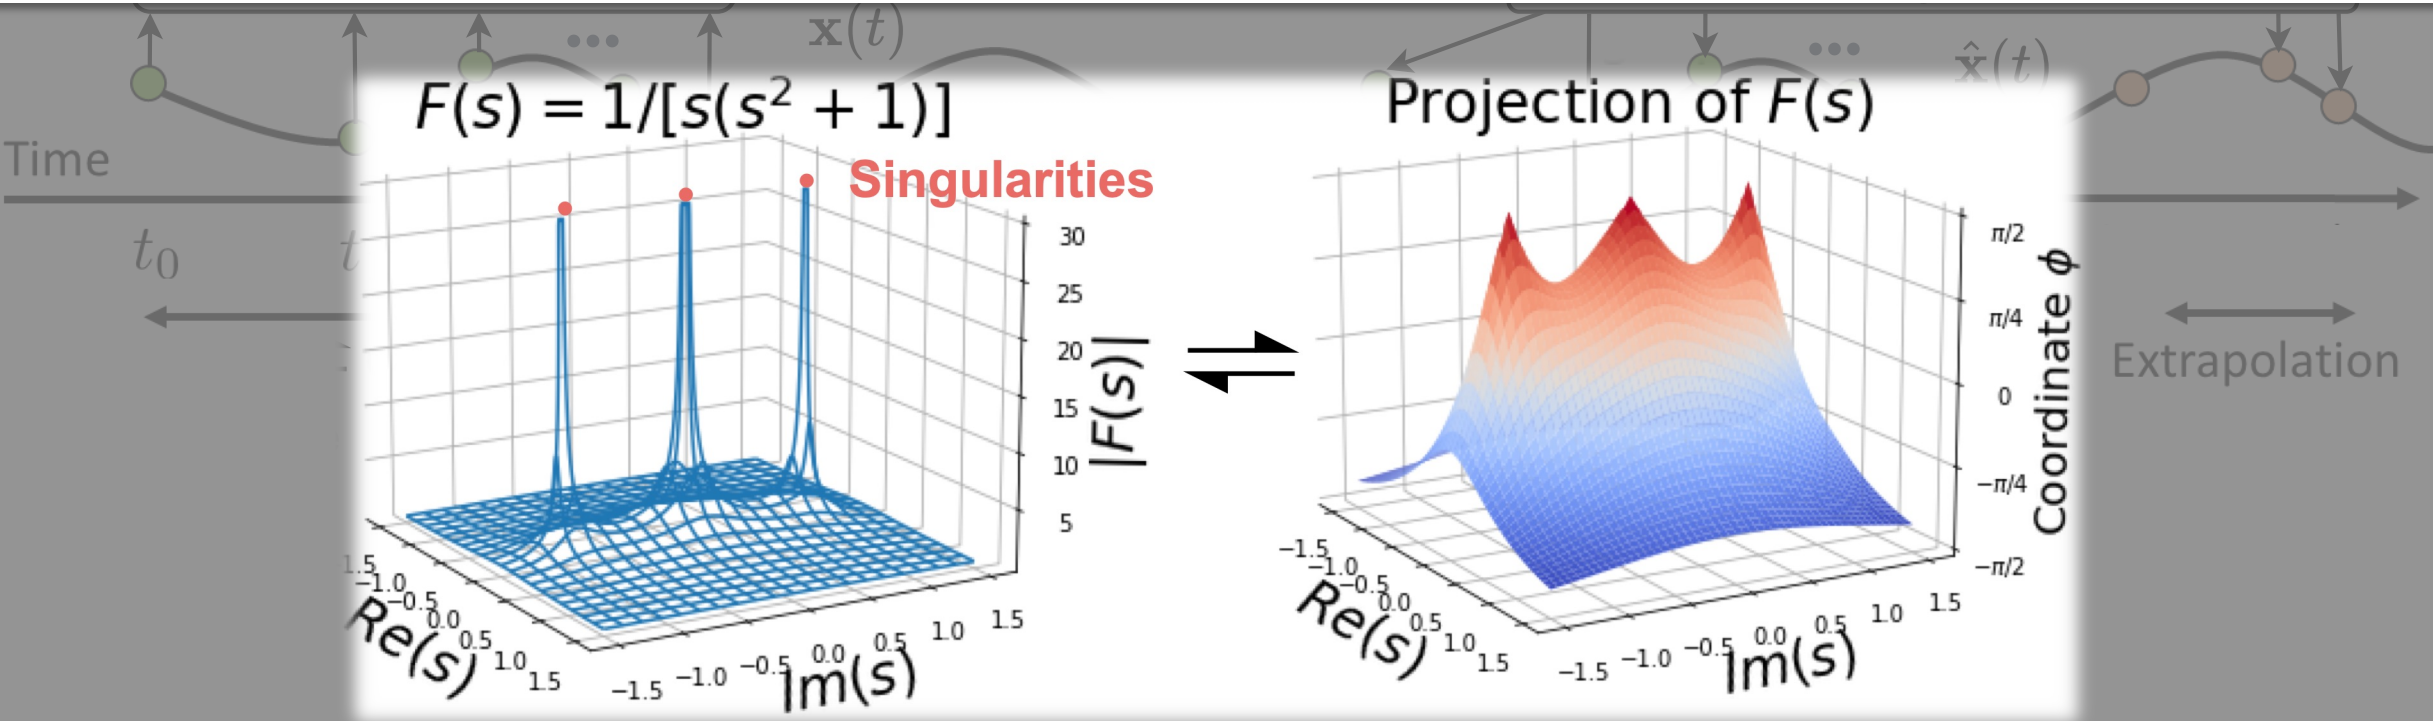 x(t)
x̂(t)
F(s) = 1/[s(s² + 1)]
Projection of F(s)
Time
Singularities
t₀
t
30
25
20
15
10
5
|F(s)|
1.5
−1.0
−0.5
0.0
0.5
1.0
1.5
Re(s)
−1.5
−1.0
−0.5
0.0
0.5
1.0
1.5
Im(s)
π/2
π/4
0
−π/4
−π/2
Coordinate ϕ
−1.5
−1.0
−0.5
0.0
0.5
1.0
1.5
Re(s)
−1.5
−1.0
−0.5
0.0
0.5
1.0
1.5
Im(s)
Extrapolation